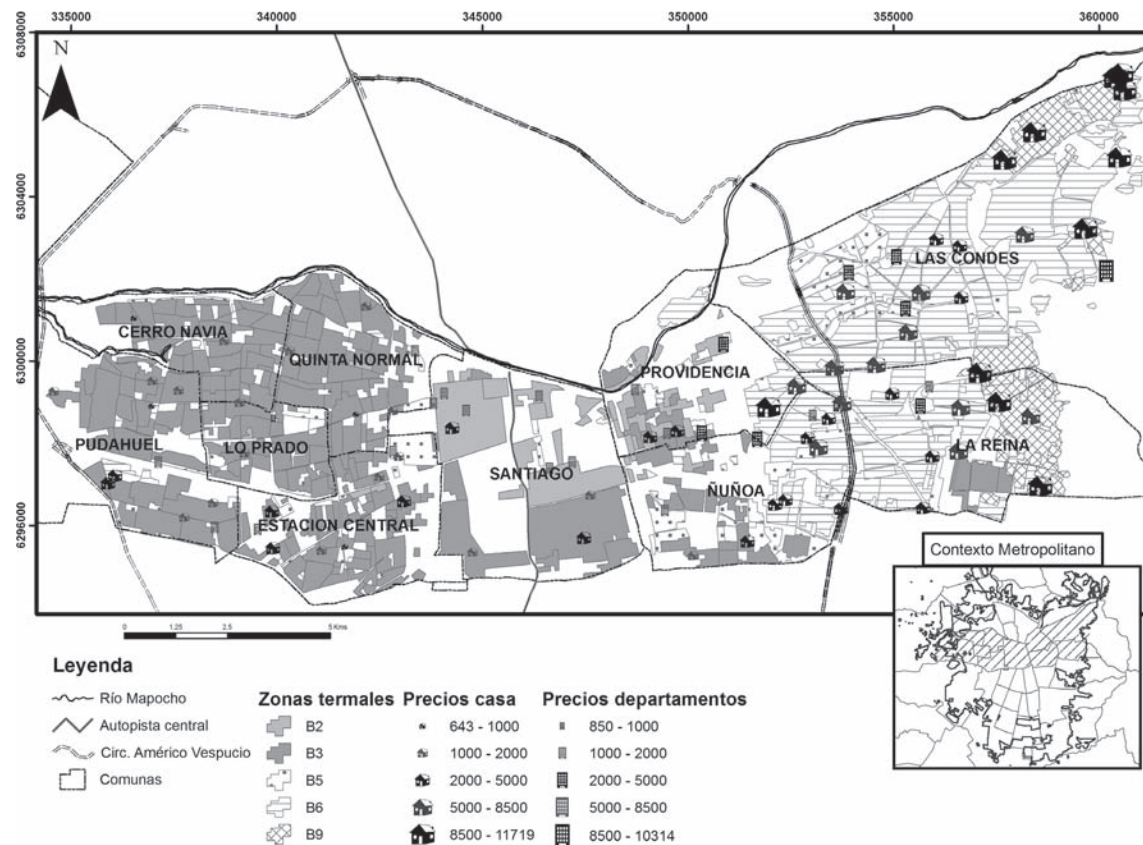 335000 340000 345000 350000 355000 360000
6308000
6304000
6300000
6296000
N
LAS CONDES
CERRO NAVIA
QUINTA NORMAL
PROVIDENCIA
PUDAHUEL
LO PRADO
LA REINA
SANTIAGO
ÑUÑOA
ESTACION CENTRAL
Contexto Metropolitano
0 1,25 2,5 5 Kms
Leyenda
Río Mapocho
Autopista central
Circ. Américo Vespucio
Comunas
Zonas termales
B2
B3
B5
B6
B9
Precios casa
643 - 1000
1000 - 2000
2000 - 5000
5000 - 8500
8500 - 11719
Precios departamentos
850 - 1000
1000 - 2000
2000 - 5000
5000 - 8500
8500 - 10314